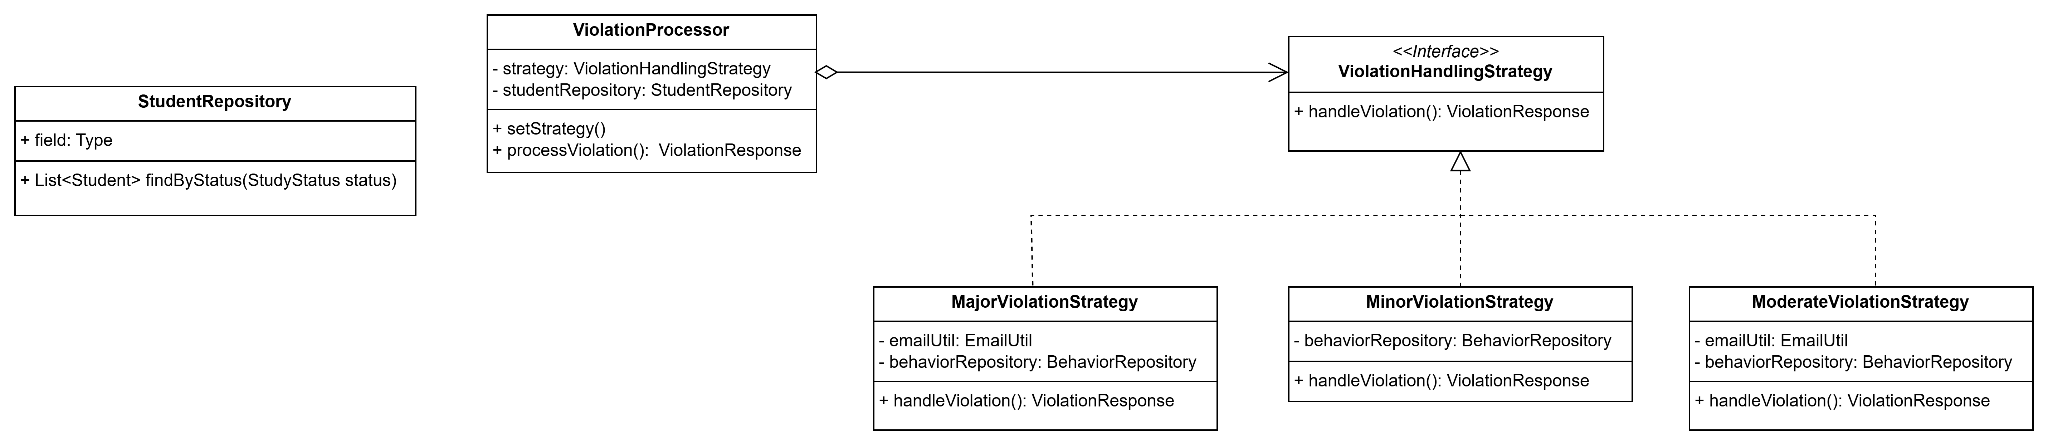 StudentRepository
+ field: Type
+ List<Student> findByStatus(StudyStatus status)
ViolationProcessor
- strategy: ViolationHandlingStrategy
- studentRepository: StudentRepository
+ setStrategy()
+ processViolation():  ViolationResponse
<<Interface>>
ViolationHandlingStrategy
+ handleViolation(): ViolationResponse
MajorViolationStrategy
- emailUtil: EmailUtil
- behaviorRepository: BehaviorRepository
+ handleViolation(): ViolationResponse
MinorViolationStrategy
- behaviorRepository: BehaviorRepository
+ handleViolation(): ViolationResponse
ModerateViolationStrategy
- emailUtil: EmailUtil
- behaviorRepository: BehaviorRepository
+ handleViolation(): ViolationResponse